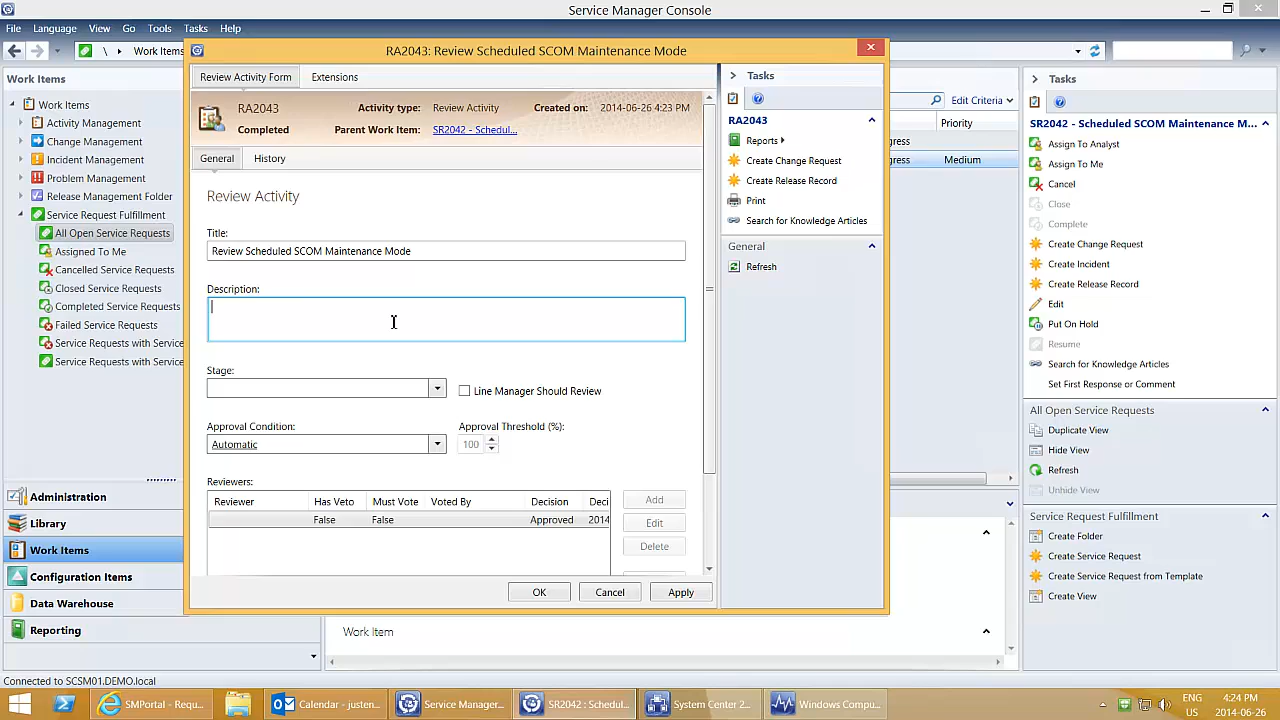 Service Manager Console
File Language View Go Tools Tasks Help
\ Work Items
Work Items
Work Items
Activity Management
Change Management
Incident Management
Problem Management
Release Management Folder
Service Request Fulfillment
All Open Service Requests
Assigned To Me
Cancelled Service Requests
Closed Service Requests
Completed Service Requests
Failed Service Requests
Service Requests with Service
Service Requests with Service
Administration
Library
Work Items
Configuration Items
Data Warehouse
Reporting
Connected to SCSM01.DEMO.local
RA2043: Review Scheduled SCOM Maintenance Mode
Review Activity Form Extensions
RA2043 Activity type: Review Activity Created on: 2014-06-26 4:23 PM
Completed Parent Work Item: SR2042 - Schedul...
General History
Review Activity
Title:
Review Scheduled SCOM Maintenance Mode
Description:
Stage:
Line Manager Should Review
Approval Condition: Approval Threshold (%):
Automatic 100
Reviewers:
Reviewer Has Veto Must Vote Voted By Decision Deci
False False Approved 2014
Add
Edit
Delete
OK Cancel Apply
Tasks
RA2043
Reports
Create Change Request
Create Release Record
Print
Search for Knowledge Articles
General
Refresh
Edit Criteria
Priority
gress
gress Medium
Work Item
Tasks
SR2042 - Scheduled SCOM Maintenance M...
Assign To Analyst
Assign To Me
Cancel
Close
Complete
Create Change Request
Create Incident
Create Release Record
Edit
Put On Hold
Resume
Search for Knowledge Articles
Set First Response or Comment
All Open Service Requests
Duplicate View
Hide View
Refresh
Unhide View
Service Request Fulfillment
Create Folder
Create Service Request
Create Service Request from Template
Create View
SMPortal - Requ... Calendar - justen... Service Manager... SR2042 : Schedul... System Center 2... Windows Compu...
ENG 4:24 PM
US 2014-06-26